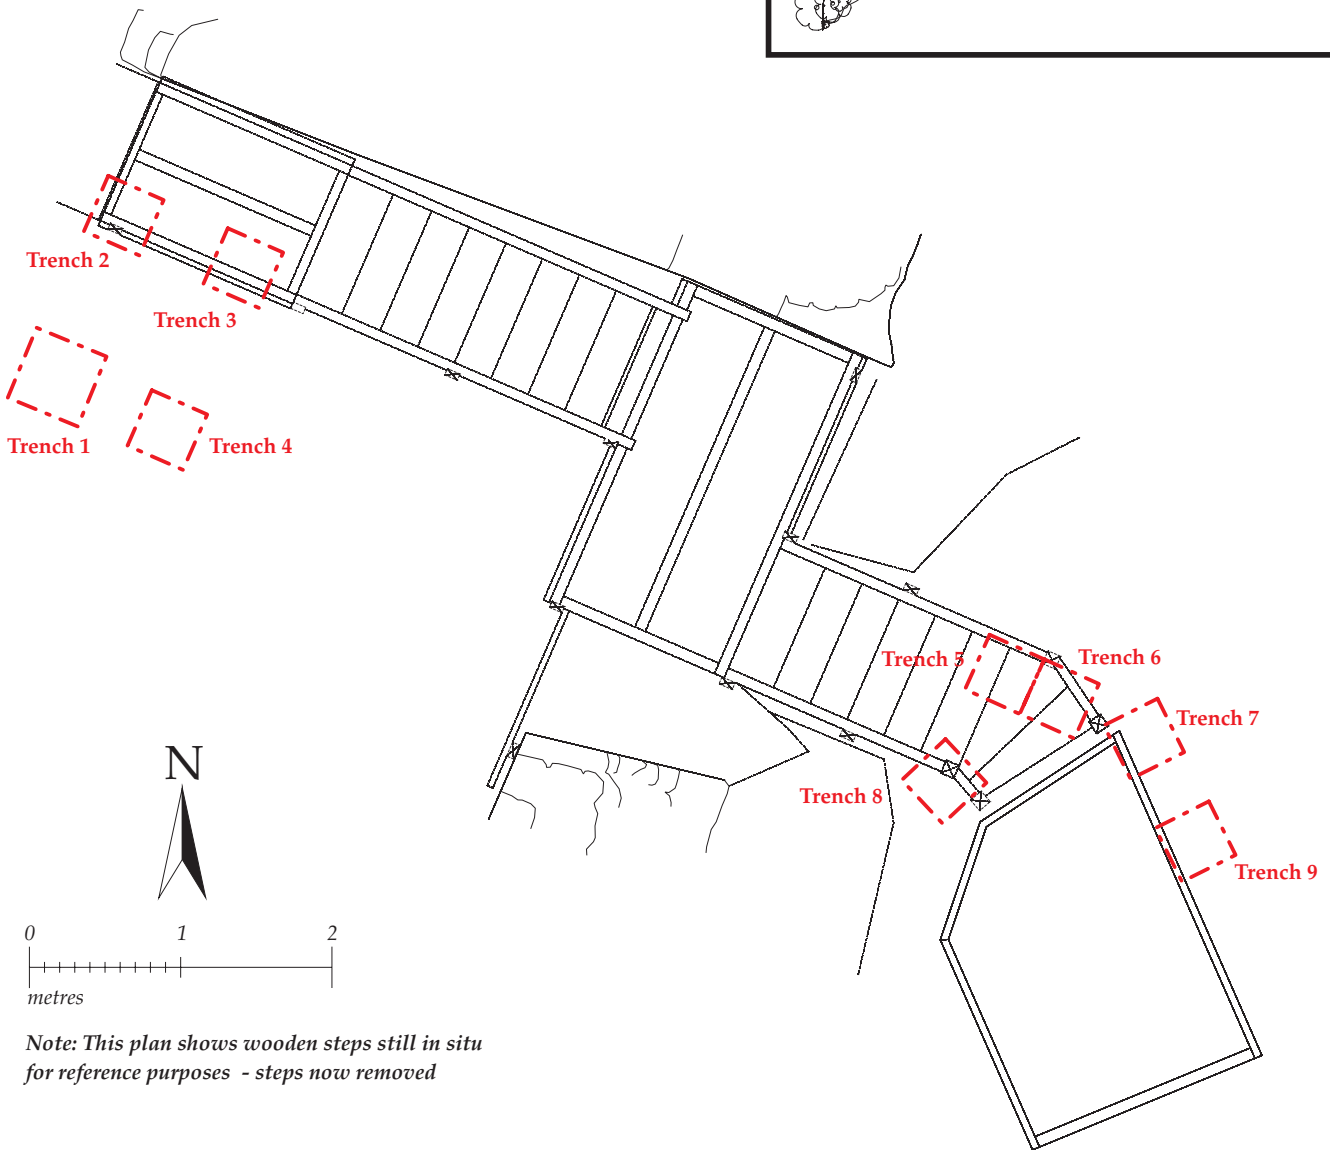 Trench 2
Trench 3
Trench 1
Trench 4
Trench 5
Trench 6
Trench 7
Trench 8
Trench 9
N
0 1 2
metres
Note: This plan shows wooden steps still in situ
for reference purposes - steps now removed